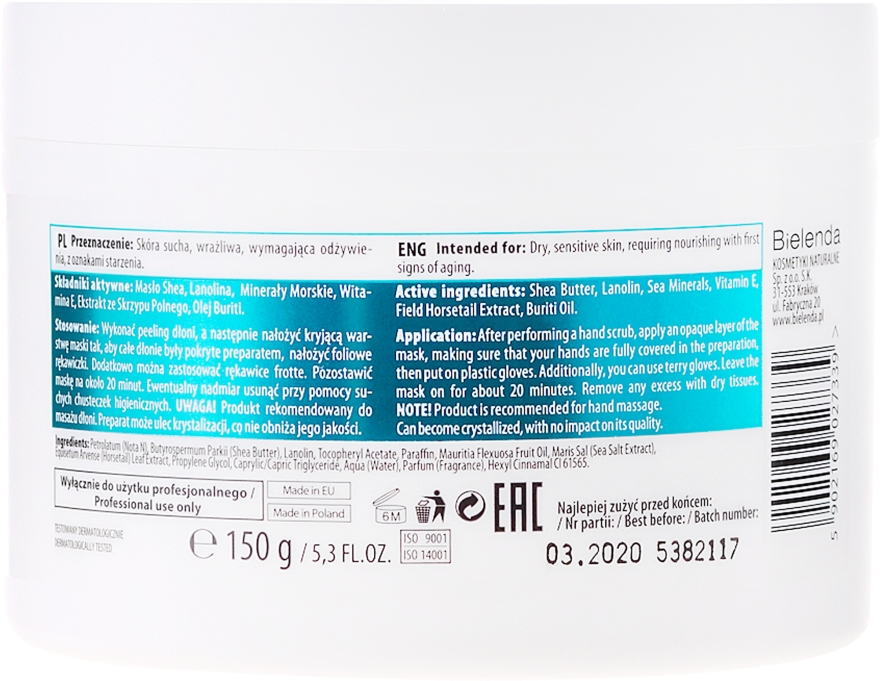 PL Przeznaczenie: Skóra sucha, wrażliwa, wymagająca odżywie-
nia, z oznakami starzenia.
Składniki aktywne: Masło Shea, Lanolina, Minerały Morskie, Wita-
mina E, Ekstrakt ze Skrzypu Polnego, Olej Buriti.
Stosowanie: Wykonać peeling dłoni, a następnie nałożyć kryjącą war-
stwę maski tak, aby całe dłonie były pokryte preparatem, nałożyć foliowe
rękawiczki. Dodatkowo można zastosować rękawice frotte. Pozostawić
maskę na około 20 minut. Ewentualny nadmiar usunąć przy pomocy su-
chych chusteczek higienicznych. UWAGA! Produkt rekomendowany do
masażu dłoni. Preparat może ulec krystalizacji, co nie obniża jego jakości.
ENG Intended for: Dry, sensitive skin, requiring nourishing with first
signs of aging.
Active ingredients: Shea Butter, Lanolin, Sea Minerals, Vitamin E,
Field Horsetail Extract, Buriti Oil.
Application: After performing a hand scrub, apply an opaque layer of the
mask, making sure that your hands are fully covered in the preparation,
then put on plastic gloves. Additionally, you can use terry gloves. Leave the
mask on for about 20 minutes. Remove any excess with dry tissues.
NOTE! Product is recommended for hand massage.
Can become crystallized, with no impact on its quality.
Ingredients: Petrolatum (Nota N), Butyrospermum Parkii (Shea Butter), Lanolin, Tocopheryl Acetate, Paraffin, Mauritia Flexuosa Fruit Oil, Maris Sal (Sea Salt Extract),
Equisetum Arvense (Horsetail) Leaf Extract, Propylene Glycol, Caprylic/Capric Triglyceride, Aqua (Water), Parfum (Fragrance), Hexyl Cinnamal CI 61565.
Wyłącznie do użytku profesjonalnego /
Professional use only
Made in EU
Made in Poland
6M
EAC
TESTOWANY DERMATOLOGICZNIE
DERMATOLOGICALLY TESTED
e 150 g / 5,3 FL.OZ.
ISO 9001
ISO 14001
Najlepiej zużyć przed końcem:
/ Nr partii: / Best before: / Batch number:
03.2020 5382117
Bielenda
KOSMETYKI NATURALNE
Sp. z o.o. S.K.
31-553 Kraków
ul. Fabryczna 20
www.bielenda.pl
5 902169 027339 >